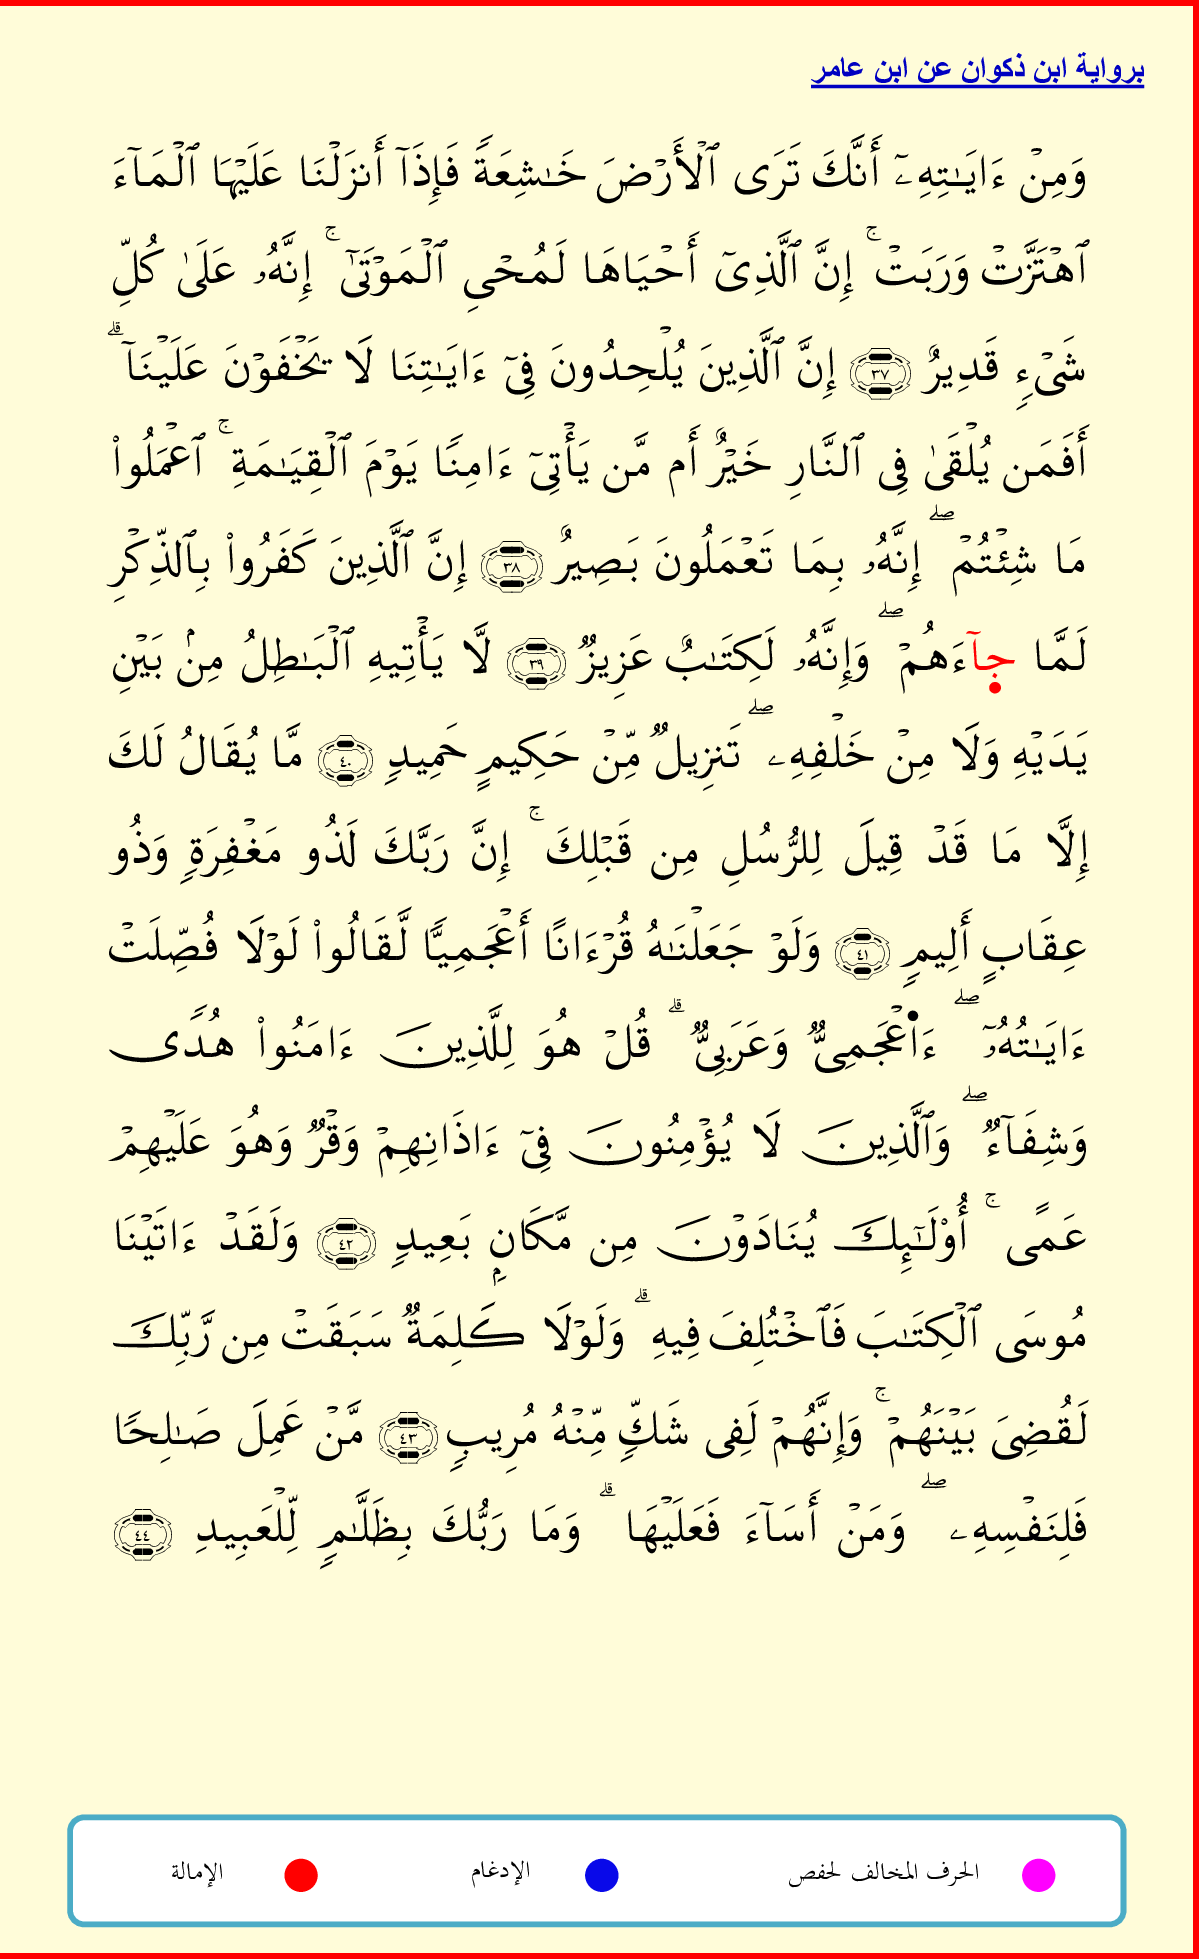 برواية ابن ذكوان عن ابن عامر
وَمِنْ ءَايَٰتِهِۦٓ أَنَّكَ تَرَى ٱلْأَرْضَ خَٰشِعَةً فَإِذَآ أَنزَلْنَا عَلَيْهَا ٱلْمَآءَ
ٱهْتَزَّتْ وَرَبَتْ ۚ إِنَّ ٱلَّذِىٓ أَحْيَاهَا لَمُحْىِ ٱلْمَوْتَىٰٓ ۚ إِنَّهُۥ عَلَىٰ كُلِّ
شَىْءٍ قَدِيرٌ ٣٧ إِنَّ ٱلَّذِينَ يُلْحِدُونَ فِىٓ ءَايَٰتِنَا لَا يَخْفَوْنَ عَلَيْنَآ ۗ
أَفَمَن يُلْقَىٰ فِى ٱلنَّارِ خَيْرٌ أَم مَّن يَأْتِىٓ ءَامِنًا يَوْمَ ٱلْقِيَٰمَةِ ۚ ٱعْمَلُوا۟
مَا شِئْتُمْ ۖ إِنَّهُۥ بِمَا تَعْمَلُونَ بَصِيرٌ ٣٨ إِنَّ ٱلَّذِينَ كَفَرُوا۟ بِٱلذِّكْرِ
لَمَّا جَآءَهُمْ ۖ وَإِنَّهُۥ لَكِتَٰبٌ عَزِيزٌ ٣٩ لَّا يَأْتِيهِ ٱلْبَٰطِلُ مِنۢ بَيْنِ
يَدَيْهِ وَلَا مِنْ خَلْفِهِۦ ۖ تَنزِيلٌ مِّنْ حَكِيمٍ حَمِيدٍ ٤٠ مَّا يُقَالُ لَكَ
إِلَّا مَا قَدْ قِيلَ لِلرُّسُلِ مِن قَبْلِكَ ۚ إِنَّ رَبَّكَ لَذُو مَغْفِرَةٍ وَذُو
عِقَابٍ أَلِيمٍ ٤١ وَلَوْ جَعَلْنَٰهُ قُرْءَانًا أَعْجَمِيًّا لَّقَالُوا۟ لَوْلَا فُصِّلَتْ
ءَايَٰتُهُۥٓ ۖ ءَا۬عْجَمِىٌّ وَعَرَبِىٌّ ۗ قُلْ هُوَ لِلَّذِينَ ءَامَنُوا۟ هُدًى
وَشِفَآءٌ ۖ وَٱلَّذِينَ لَا يُؤْمِنُونَ فِىٓ ءَاذَانِهِمْ وَقْرٌ وَهُوَ عَلَيْهِمْ
عَمًى ۚ أُو۟لَٰٓئِكَ يُنَادَوْنَ مِن مَّكَانٍۭ بَعِيدٍ ٤٢ وَلَقَدْ ءَاتَيْنَا
مُوسَى ٱلْكِتَٰبَ فَٱخْتُلِفَ فِيهِ ۗ وَلَوْلَا كَلِمَةٌ سَبَقَتْ مِن رَّبِّكَ
لَقُضِىَ بَيْنَهُمْ ۚ وَإِنَّهُمْ لَفِى شَكٍّ مِّنْهُ مُرِيبٍ ٤٣ مَّنْ عَمِلَ صَٰلِحًا
فَلِنَفْسِهِۦ ۖ وَمَنْ أَسَآءَ فَعَلَيْهَا ۗ وَمَا رَبُّكَ بِظَلَّٰمٍ لِّلْعَبِيدِ ٤٤
الحرف المخالف لحفص الإدغام الإمالة